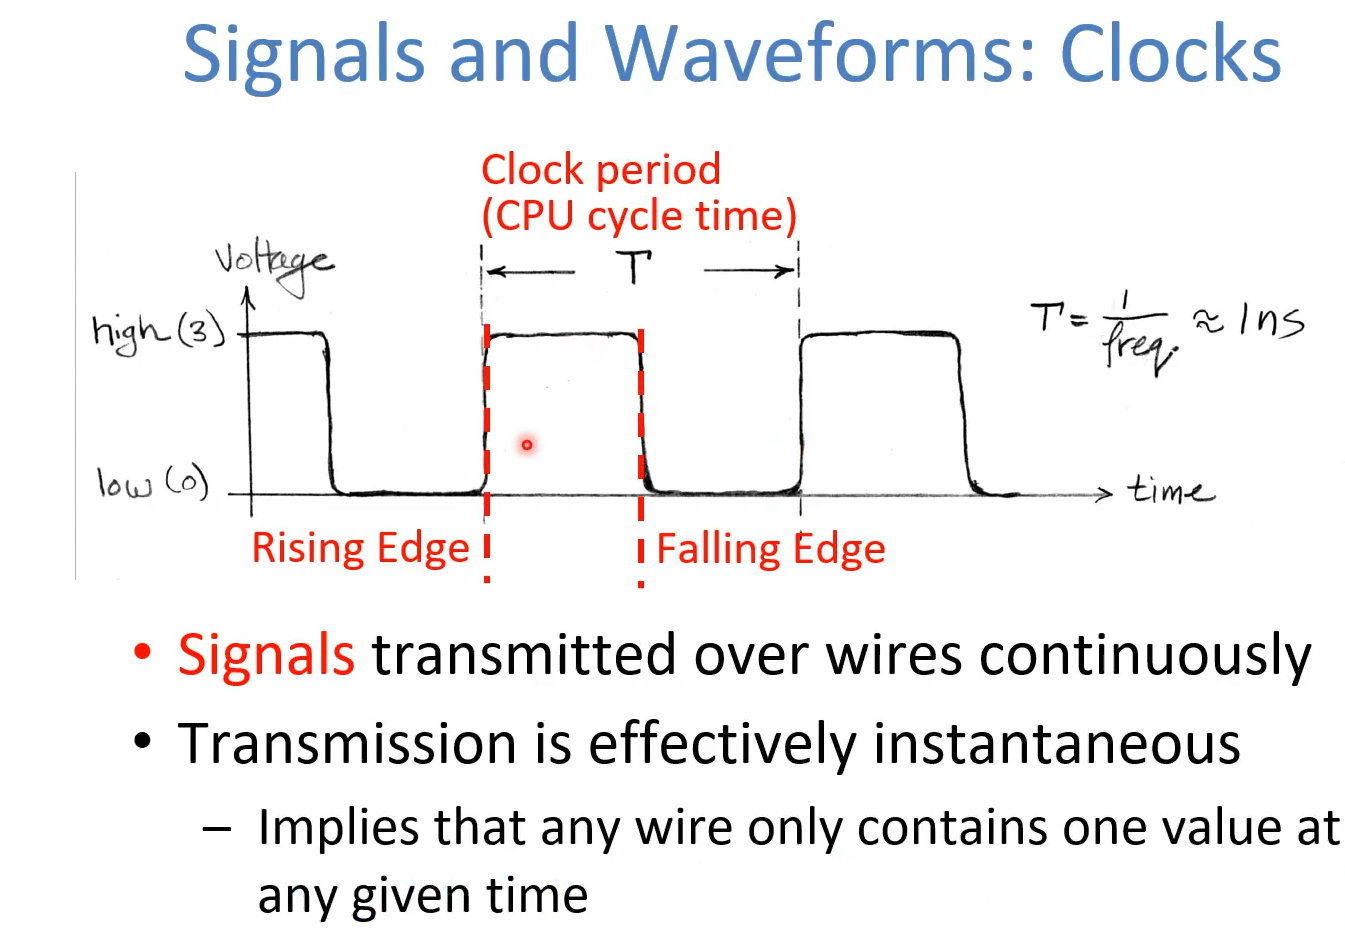 Signals and Waveforms: Clocks
Clock period
(CPU cycle time)
Voltage
T
high (3)
T = 1/freq. ≈ 1ns
low (0)
time
Rising Edge
Falling Edge
• Signals transmitted over wires continuously
• Transmission is effectively instantaneous
– Implies that any wire only contains one value at
any given time